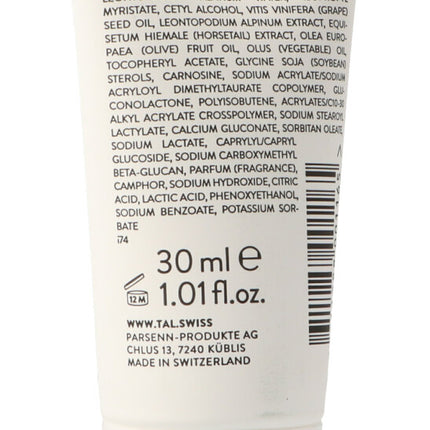 MYRISTATE, CETYL ALCOHOL, VITIS VINIFERA (GRAPE)
SEED OIL, LEONTOPODIUM ALPINUM EXTRACT, EQUI-
SETUM HIEMALE (HORSETAIL) EXTRACT, OLEA EURO-
PAEA (OLIVE) FRUIT OIL, OLUS (VEGETABLE) OIL,
TOCOPHERYL ACETATE, GLYCINE SOJA (SOYBEAN)
STEROLS, CARNOSINE, SODIUM ACRYLATE/SODIUM
ACRYLOYL DIMETHYLTAURATE COPOLYMER, GLU-
CONOLACTONE, POLYISOBUTENE, ACRYLATES/C10-30
ALKYL ACRYLATE CROSSPOLYMER, SODIUM STEAROYL
LACTYLATE, CALCIUM GLUCONATE, SORBITAN OLEATE,
SODIUM LACTATE, CAPRYLYL/CAPRYL
GLUCOSIDE, SODIUM CARBOXYMETHYL
BETA-GLUCAN, PARFUM (FRAGRANCE),
CAMPHOR, SODIUM HYDROXIDE, CITRIC
ACID, LACTIC ACID, PHENOXYETHANOL,
SODIUM BENZOATE, POTASSIUM SOR-
BATE
i74
30 ml e
12 M
1.01 fl.oz.
WWW.TAL.SWISS
PARSENN-PRODUKTE AG
CHLUS 13, 7240 KÜBLIS
MADE IN SWITZERLAND